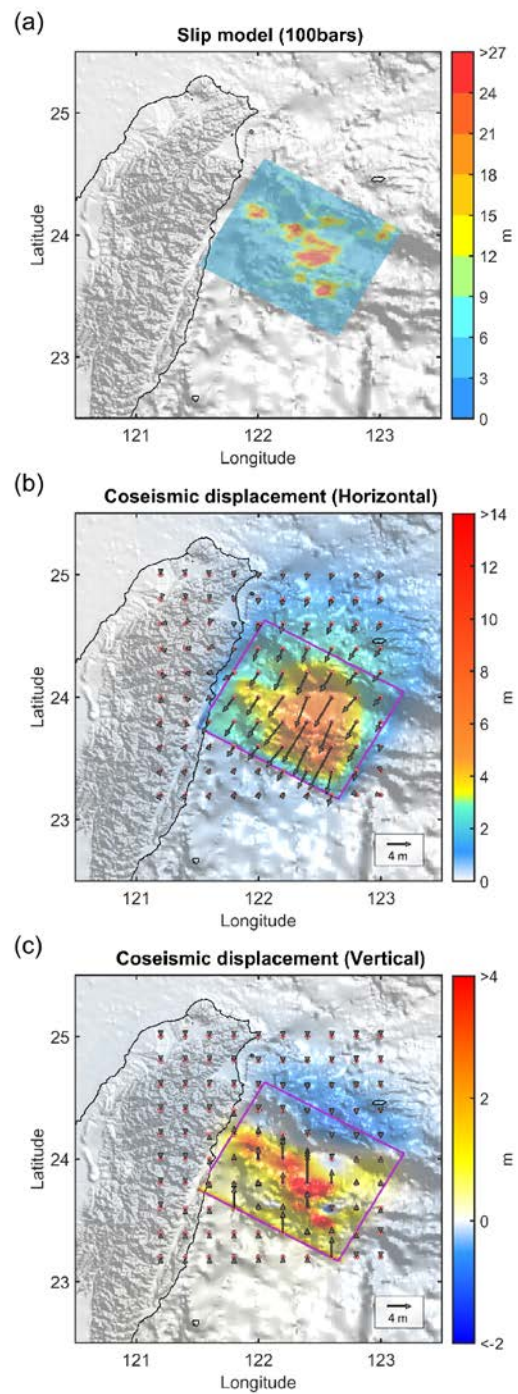 (a)
Slip model (100bars)
25
24
23
Latitude
121
122
123
Longitude
>27
24
21
18
15
12
9
6
3
0
m
(b)
Coseismic displacement (Horizontal)
25
24
23
Latitude
121
122
123
Longitude
4 m
>14
12
10
8
6
4
2
0
m
(c)
Coseismic displacement (Vertical)
25
24
23
Latitude
121
122
123
Longitude
4 m
>4
2
0
<-2
m